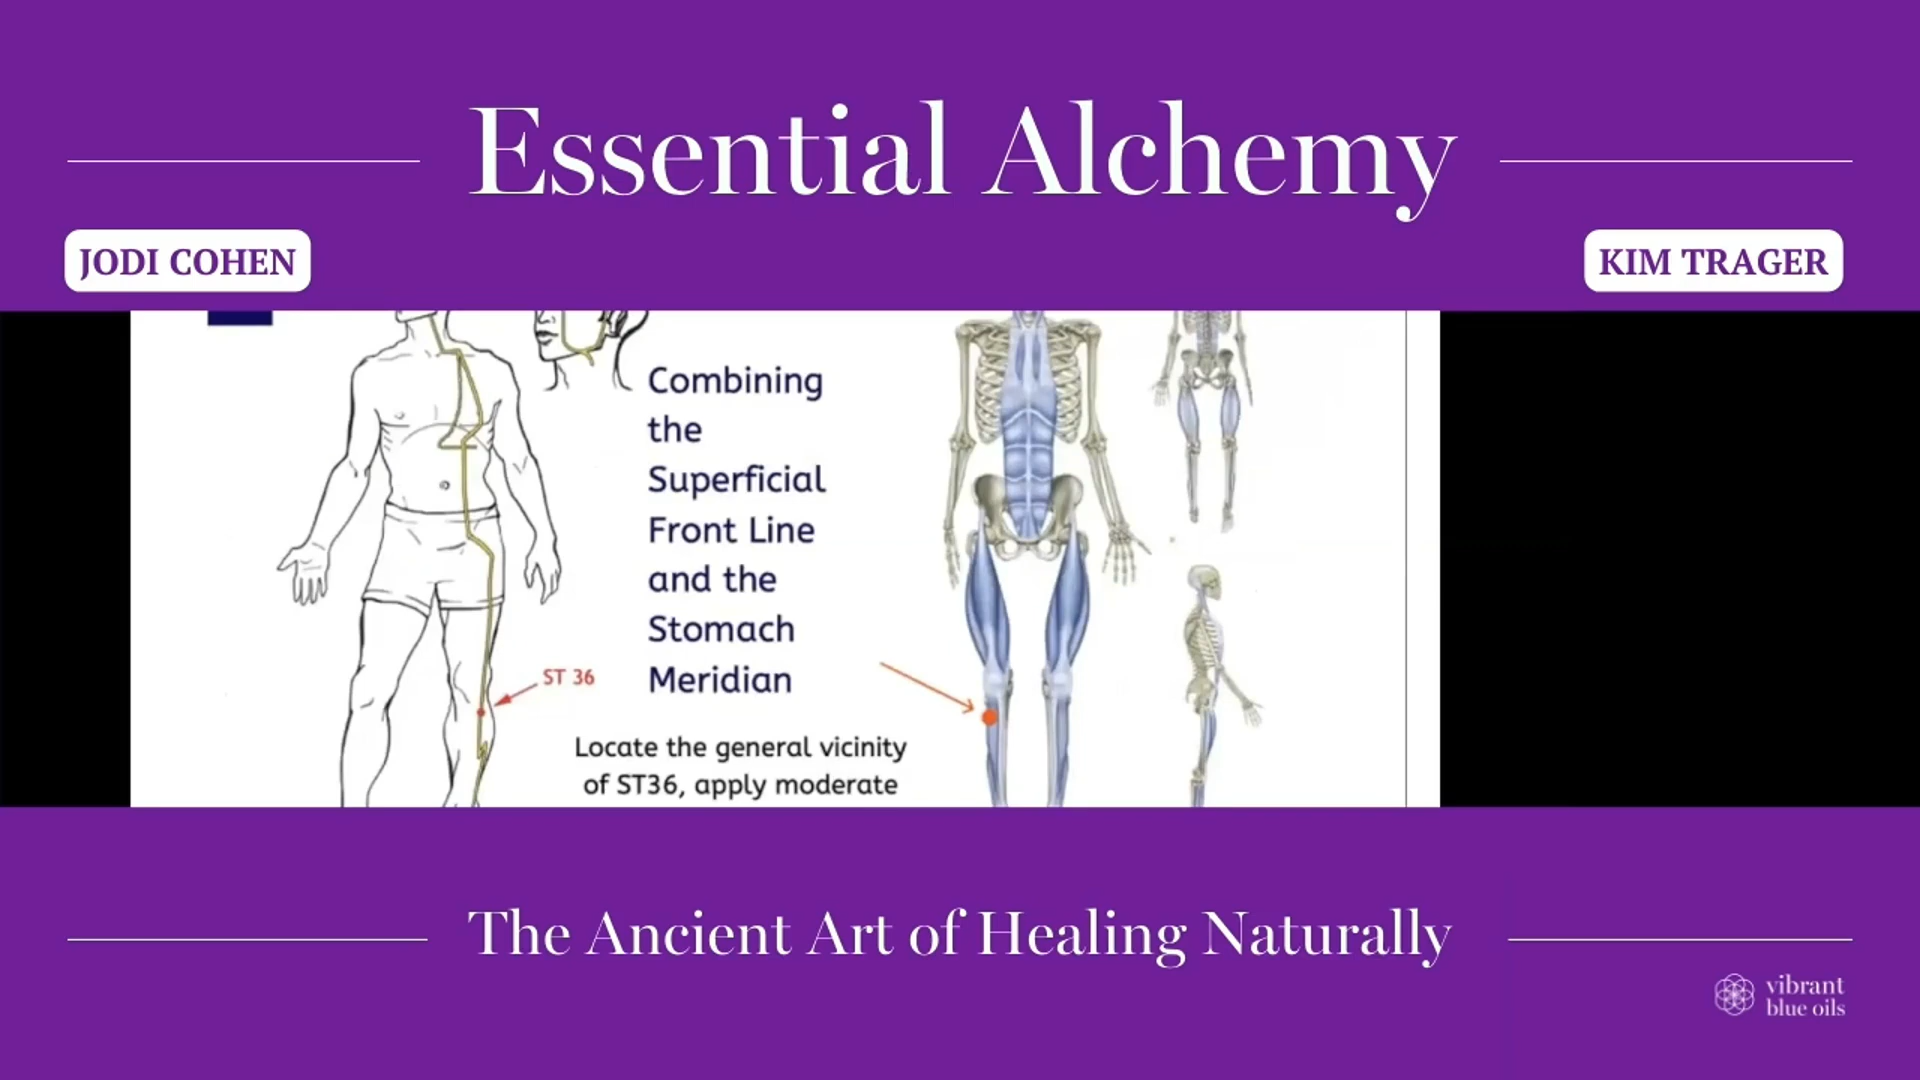 Essential Alchemy
JODI COHEN
KIM TRAGER
Combining
the
Superficial
Front Line
and the
Stomach
Meridian
ST 36
Locate the general vicinity
of ST36, apply moderate
The Ancient Art of Healing Naturally
vibrant
blue oils